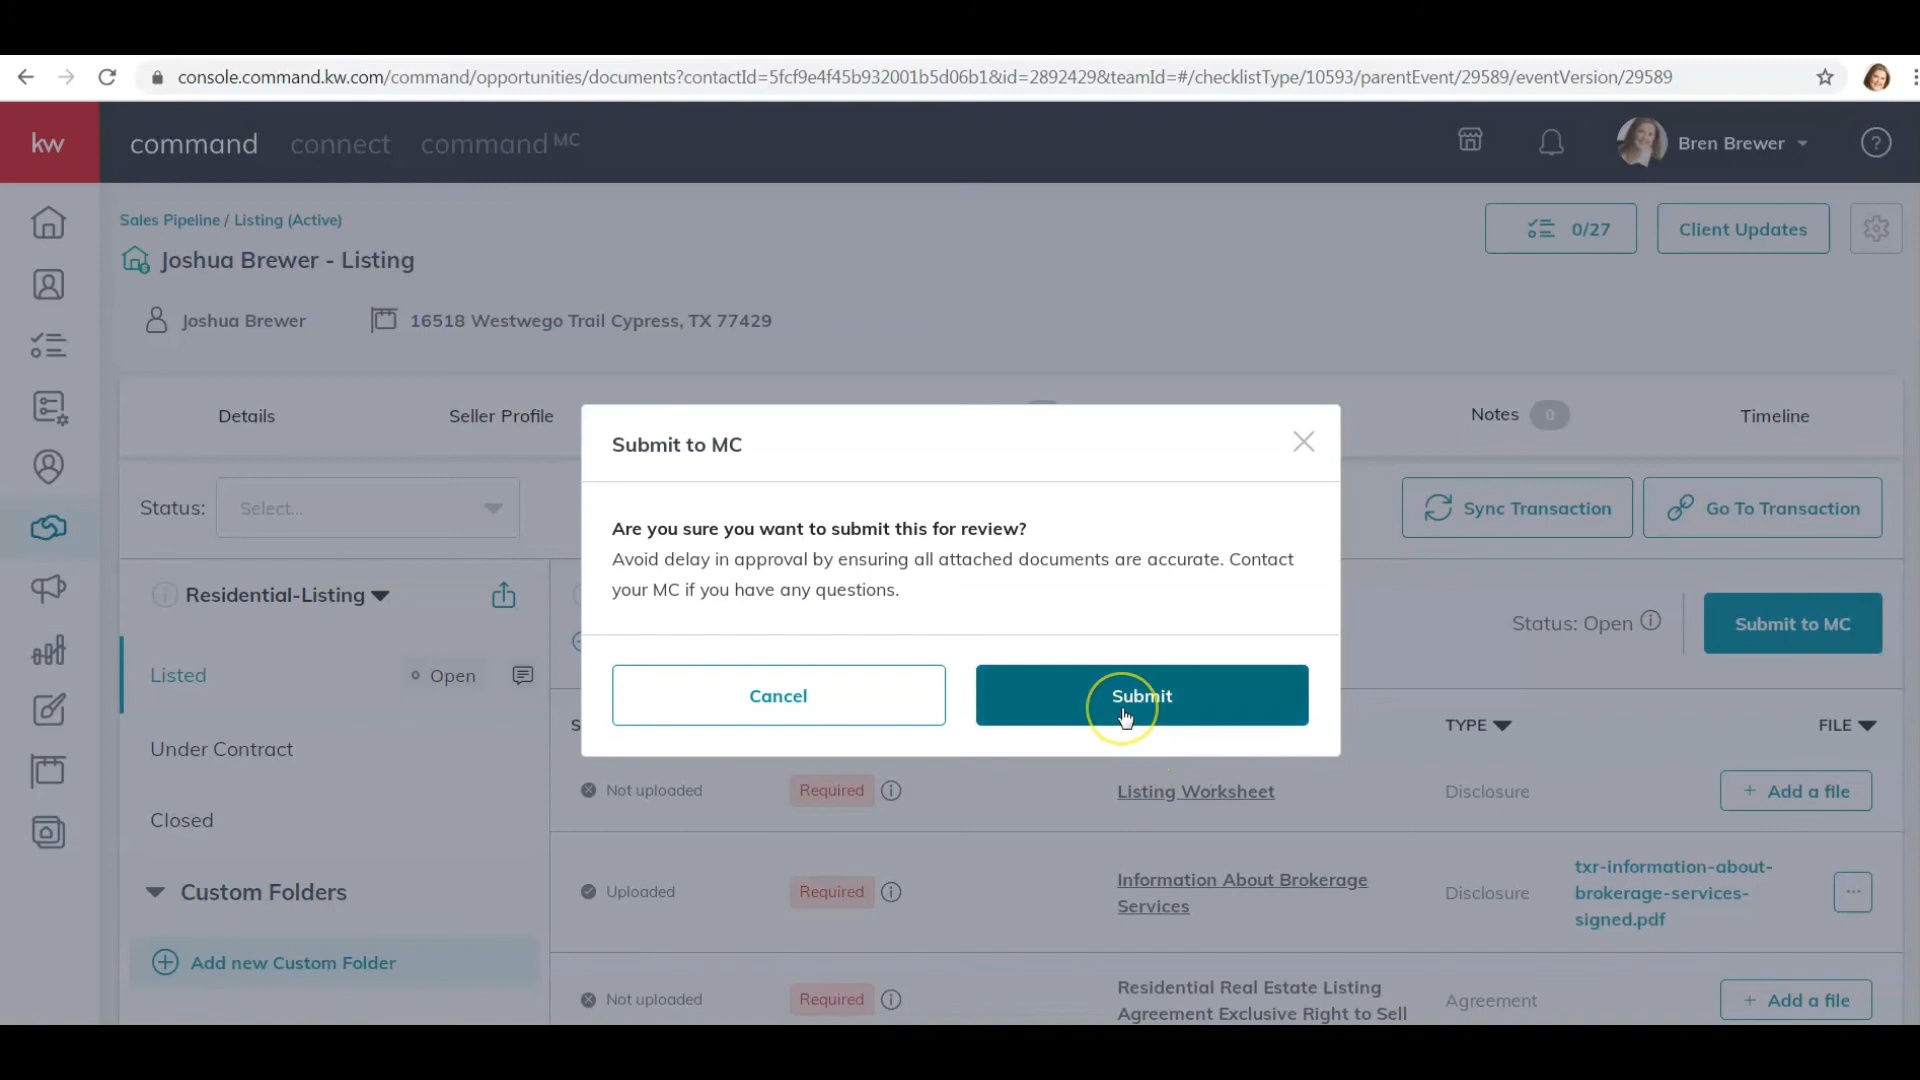 console.command.kw.com/command/opportunities/documents?contactId=5fcf9e4f45b932001b5d06b1&id=2892429&teamId=#/checklistType/10593/parentEvent/29589/eventVersion/29589
kw command connect command MC Bren Brewer ?
Sales Pipeline / Listing (Active)
0/27 Client Updates
Joshua Brewer - Listing
Joshua Brewer 16518 Westwego Trail Cypress, TX 77429
Details Seller Profile Notes 0 Timeline
Submit to MC
Status: Select... Sync Transaction Go To Transaction
Are you sure you want to submit this for review?
Avoid delay in approval by ensuring all attached documents are accurate. Contact
your MC if you have any questions.
Residential-Listing
Status: Open Submit to MC
Listed Open
Cancel Submit
TYPE FILE
Under Contract
Not uploaded Required Listing Worksheet Disclosure + Add a file
Closed
Uploaded Required Information About Brokerage
Services Disclosure txr-information-about-
brokerage-services-
signed.pdf ...
Custom Folders
Add new Custom Folder
Not uploaded Required Residential Real Estate Listing
Agreement Exclusive Right to Sell Agreement + Add a file